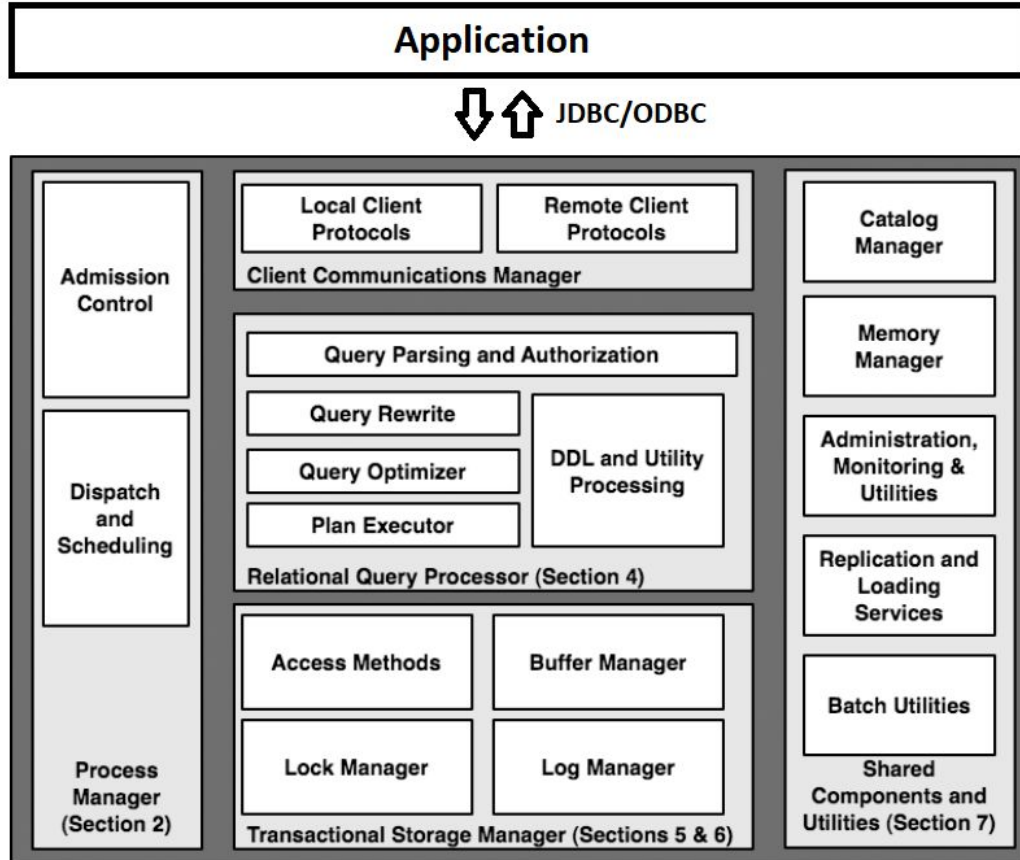 Application
JDBC/ODBC
Admission
Control
Dispatch
and
Scheduling
Process
Manager
(Section 2)
Local Client
Protocols
Remote Client
Protocols
Client Communications Manager
Query Parsing and Authorization
Query Rewrite
Query Optimizer
Plan Executor
DDL and Utility
Processing
Relational Query Processor (Section 4)
Access Methods
Buffer Manager
Lock Manager
Log Manager
Transactional Storage Manager (Sections 5 & 6)
Catalog
Manager
Memory
Manager
Administration,
Monitoring &
Utilities
Replication and
Loading
Services
Batch Utilities
Shared
Components and
Utilities (Section 7)